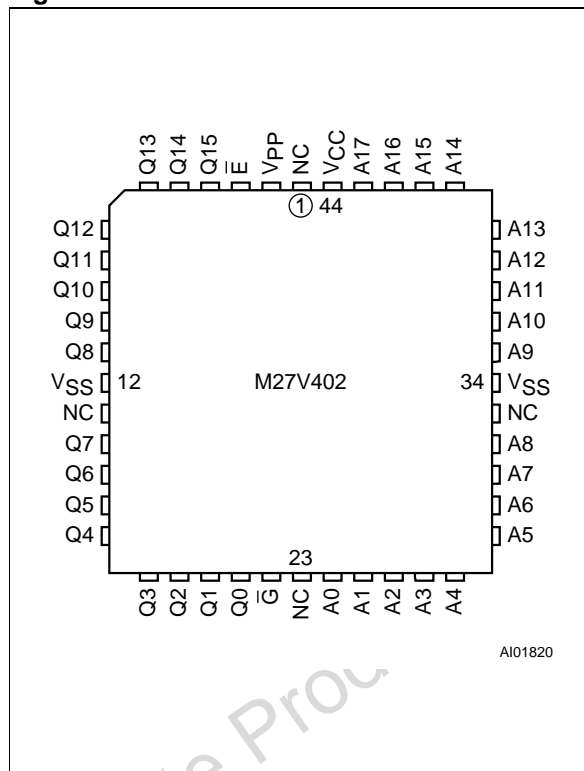 Q13 Q14 Q15 E VPP NC VCC A17 A16 A15 A14
1 44
Q12 A13
Q11 A12
Q10 A11
Q9 A10
Q8 A9
VSS 12 M27V402 34 VSS
NC NC
Q7 A8
Q6 A7
Q5 A6
Q4 A5
23
Q3 Q2 Q1 Q0 G NC A0 A1 A2 A3 A4
AI01820